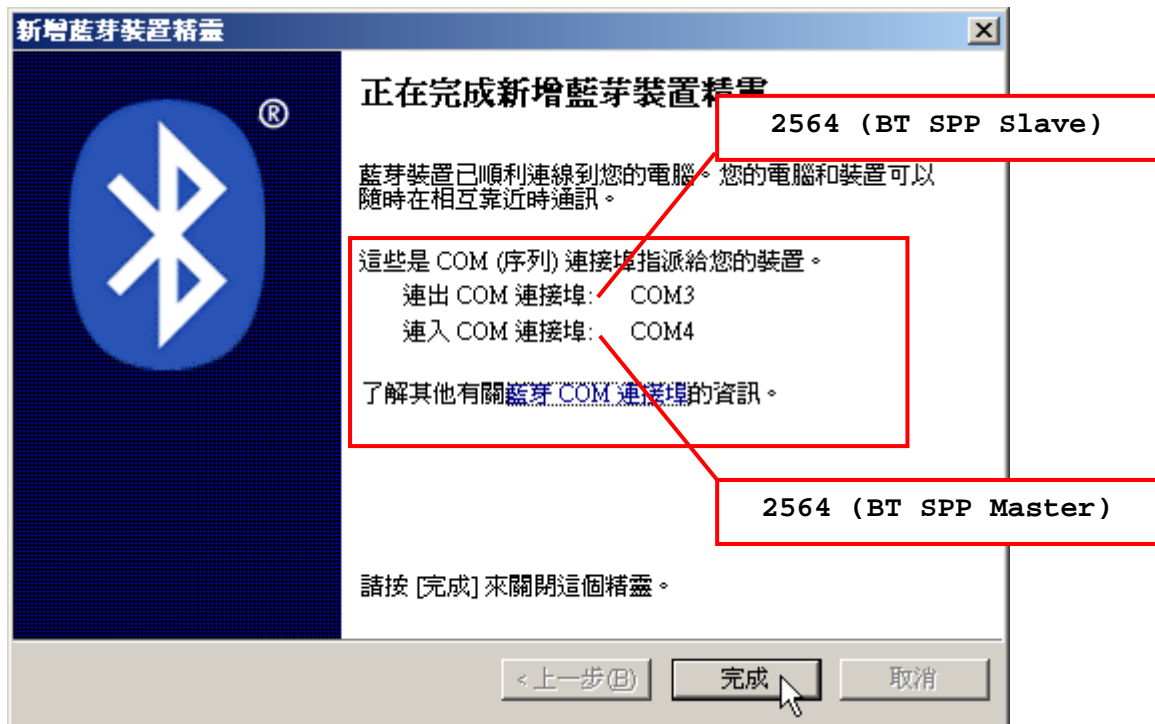 新增藍芽裝置精靈
®
正在完成新增藍芽裝置精靈
2564 (BT SPP Slave)
藍芽裝置已順利連線到您的電腦。您的電腦和裝置可以
隨時在相互靠近時通訊。
這些是 COM (序列) 連接埠指派給您的裝置。
連出 COM 連接埠: COM3
連入 COM 連接埠: COM4
了解其他有關藍芽 COM 連接埠的資訊。
2564 (BT SPP Master)
請按 [完成] 來關閉這個精靈。
<上一步(B) 完成 取消